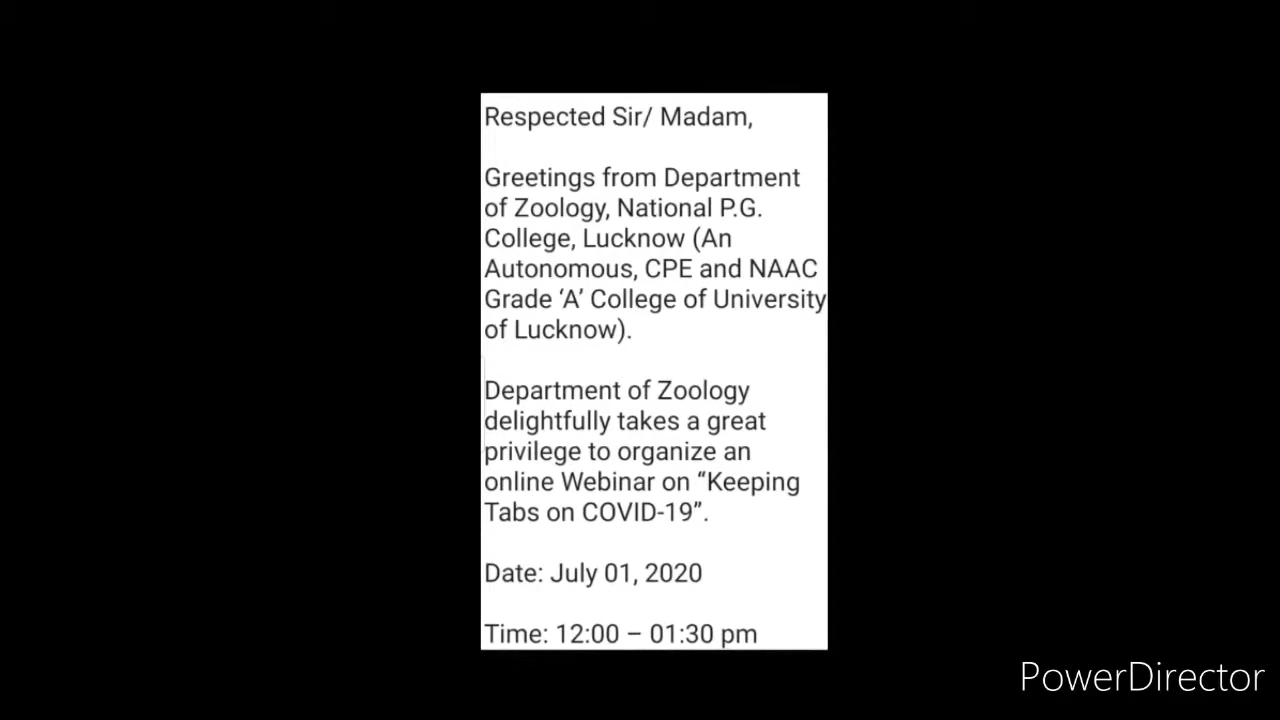 Respected Sir/ Madam,
Greetings from Department
of Zoology, National P.G.
College, Lucknow (An
Autonomous, CPE and NAAC
Grade ‘A’ College of University
of Lucknow).
Department of Zoology
delightfully takes a great
privilege to organize an
online Webinar on “Keeping
Tabs on COVID-19”.
Date: July 01, 2020
Time: 12:00 – 01:30 pm
PowerDirector